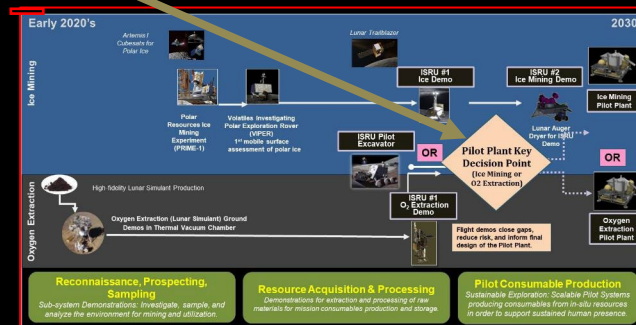 Early 2020's
2030
Artemis I
Cubesats for
Polar Ice
Lunar Trailblazer
Ice Mining
ISRU #1
Ice Demo
ISRU #2
Ice Mining Demo
Ice Mining
Pilot Plant
Polar
Resources Ice
Mining
Experiment
(PRIME-1)
Volatiles Investigating
Polar Exploration Rover
(VIPER)
1st mobile surface
assessment of polar ice
Lunar Auger
Dryer for ISRU
Demo
ISRU Pilot
Excavator
OR
Pilot Plant Key
Decision Point
(Ice Mining or
O2 Extraction)
OR
Oxygen Extraction
High-fidelity Lunar Simulant Production
ISRU #1
O2 Extraction
Demo
Oxygen Extraction (Lunar Simulant) Ground
Demos in Thermal Vacuum Chamber
Flight demos close gaps,
reduce risk, and inform final
design of the Pilot Plant.
Oxygen
Extraction
Pilot Plant
Reconnaissance, Prospecting,
Sampling
Sub-system Demonstrations: Investigate, sample, and
analyze the environment for mining and utilization.
Resource Acquisition & Processing
Demonstrations for extraction and processing of raw
materials for mission consumables production and storage.
Pilot Consumable Production
Sustainable Exploration: Scalable Pilot Systems
producing consumables from in-situ resources
in order to support sustained human presence.